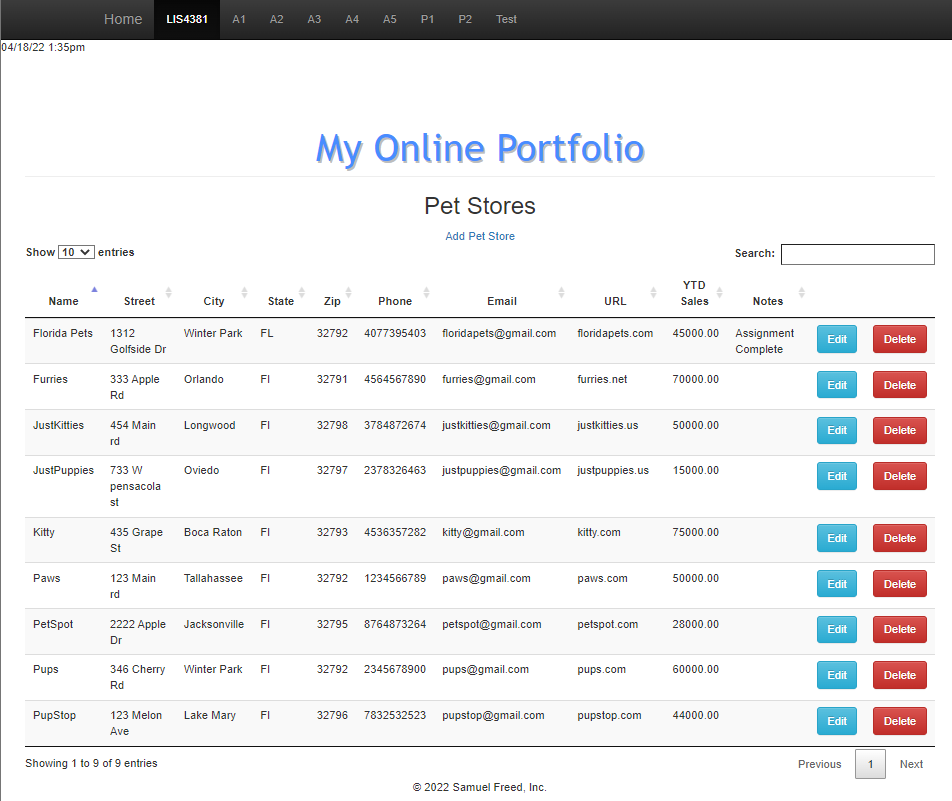 Home LIS4381 A1 A2 A3 A4 A5 P1 P2 Test
04/18/22 1:35pm
My Online Portfolio
Pet Stores
Add Pet Store
Show 10 entries Search:
YTD
Name Street City State Zip Phone Email URL Sales Notes
Florida Pets 1312 Winter Park FL 32792 4077395403 floridapets@gmail.com floridapets.com 45000.00 Assignment Edit Delete
Golfside Dr Complete
Furries 333 Apple Orlando Fl 32791 4564567890 furries@gmail.com furries.net 70000.00 Edit Delete
Rd
JustKitties 454 Main Longwood Fl 32798 3784872674 justkitties@gmail.com justkitties.us 50000.00 Edit Delete
rd
JustPuppies 733 W Oviedo Fl 32797 2378326463 justpuppies@gmail.com justpuppies.us 15000.00 Edit Delete
pensacola
st
Kitty 435 Grape Boca Raton Fl 32793 4536357282 kitty@gmail.com kitty.com 75000.00 Edit Delete
St
Paws 123 Main Tallahassee Fl 32792 1234566789 paws@gmail.com paws.com 50000.00 Edit Delete
rd
PetSpot 2222 Apple Jacksonville Fl 32795 8764873264 petspot@gmail.com petspot.com 28000.00 Edit Delete
Dr
Pups 346 Cherry Winter Park Fl 32792 2345678900 pups@gmail.com pups.com 60000.00 Edit Delete
Rd
PupStop 123 Melon Lake Mary Fl 32796 7832532523 pupstop@gmail.com pupstop.com 44000.00 Edit Delete
Ave
Showing 1 to 9 of 9 entries Previous 1 Next
© 2022 Samuel Freed, Inc.